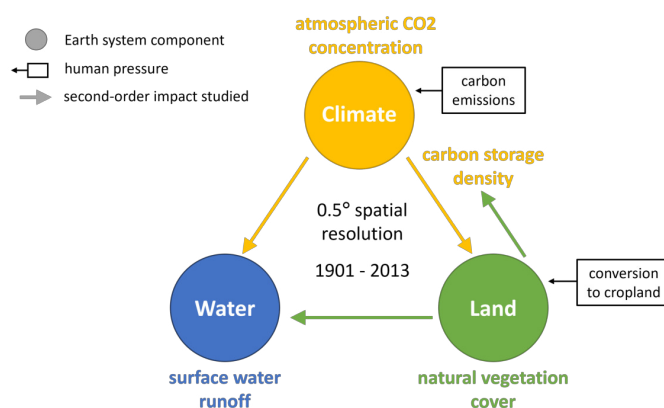 Earth system component
human pressure
second-order impact studied
atmospheric CO2
concentration
Climate
carbon
emissions
carbon storage
density
0.5° spatial
resolution
1901 - 2013
Water
Land
conversion
to cropland
surface water
runoff
natural vegetation
cover